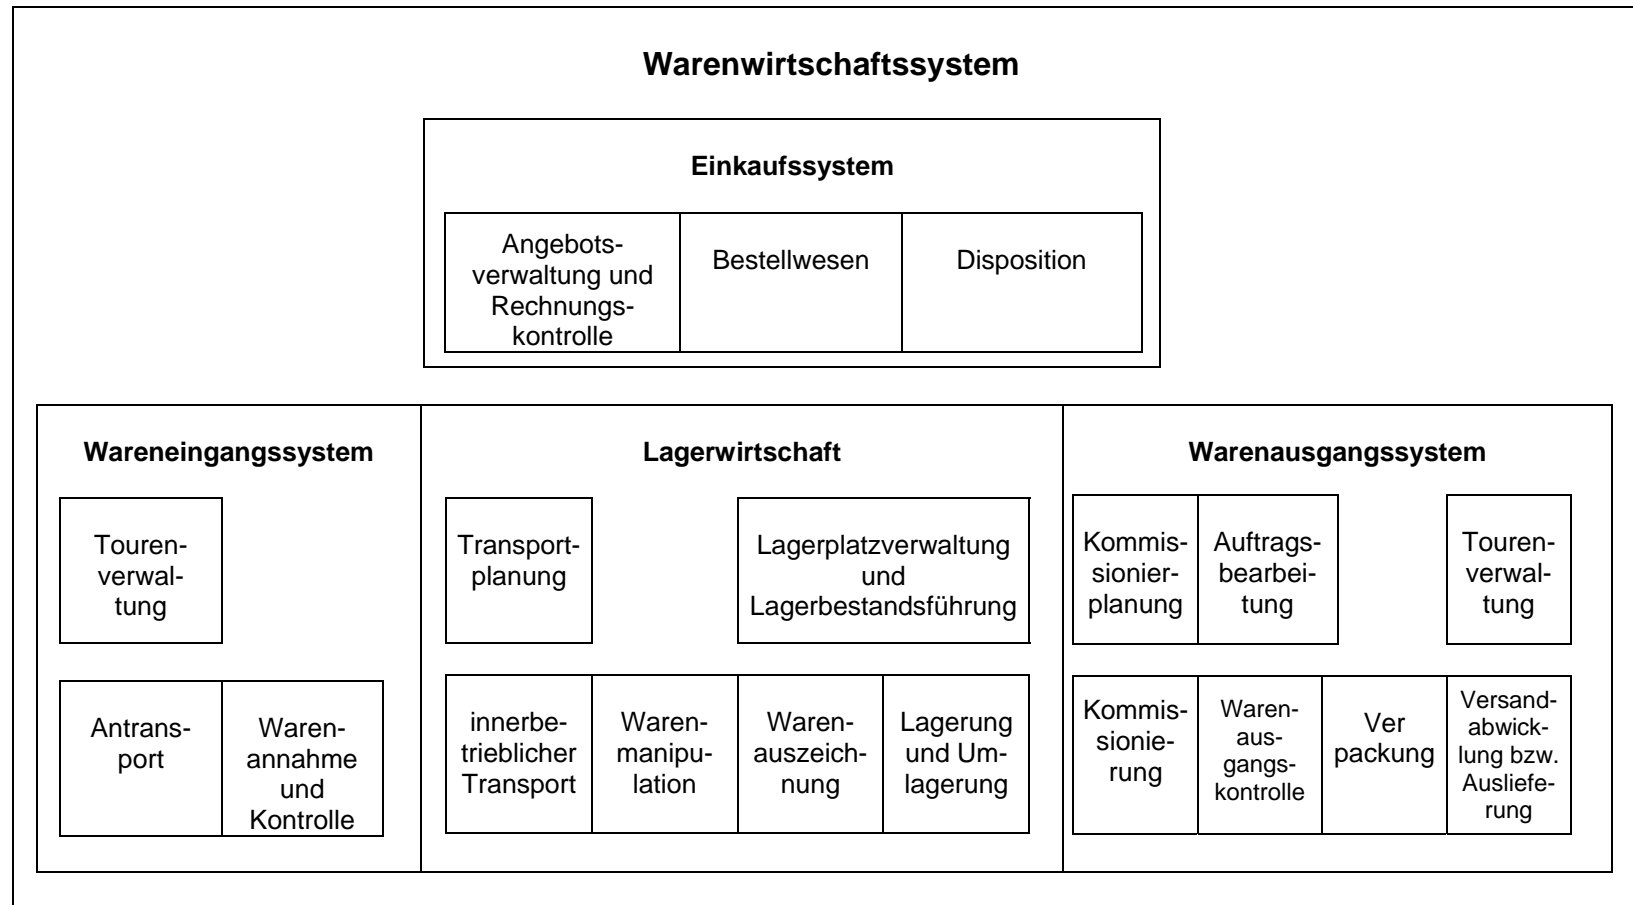 Warenwirtschaftssystem
Einkaufssystem
Angebots-
verwaltung und
Rechnungs-
kontrolle
Bestellwesen
Disposition
Wareneingangssystem
Touren-
verwal-
tung
Antrans-
port
Waren-
annahme
und
Kontrolle
Lagerwirtschaft
Transport-
planung
Lagerplatzverwaltung
und
Lagerbestandsführung
innerbe-
trieblicher
Transport
Waren-
manipu-
lation
Waren-
auszeich-
nung
Lagerung
und Um-
lagerung
Warenausgangssystem
Kommis-
sionier-
planung
Auftrags-
bearbei-
tung
Touren-
verwal-
tung
Kommis-
sionie-
rung
Waren-
aus-
gangs-
kontrolle
Ver
packung
Versand-
abwick-
lung bzw.
Ausliefe-
rung